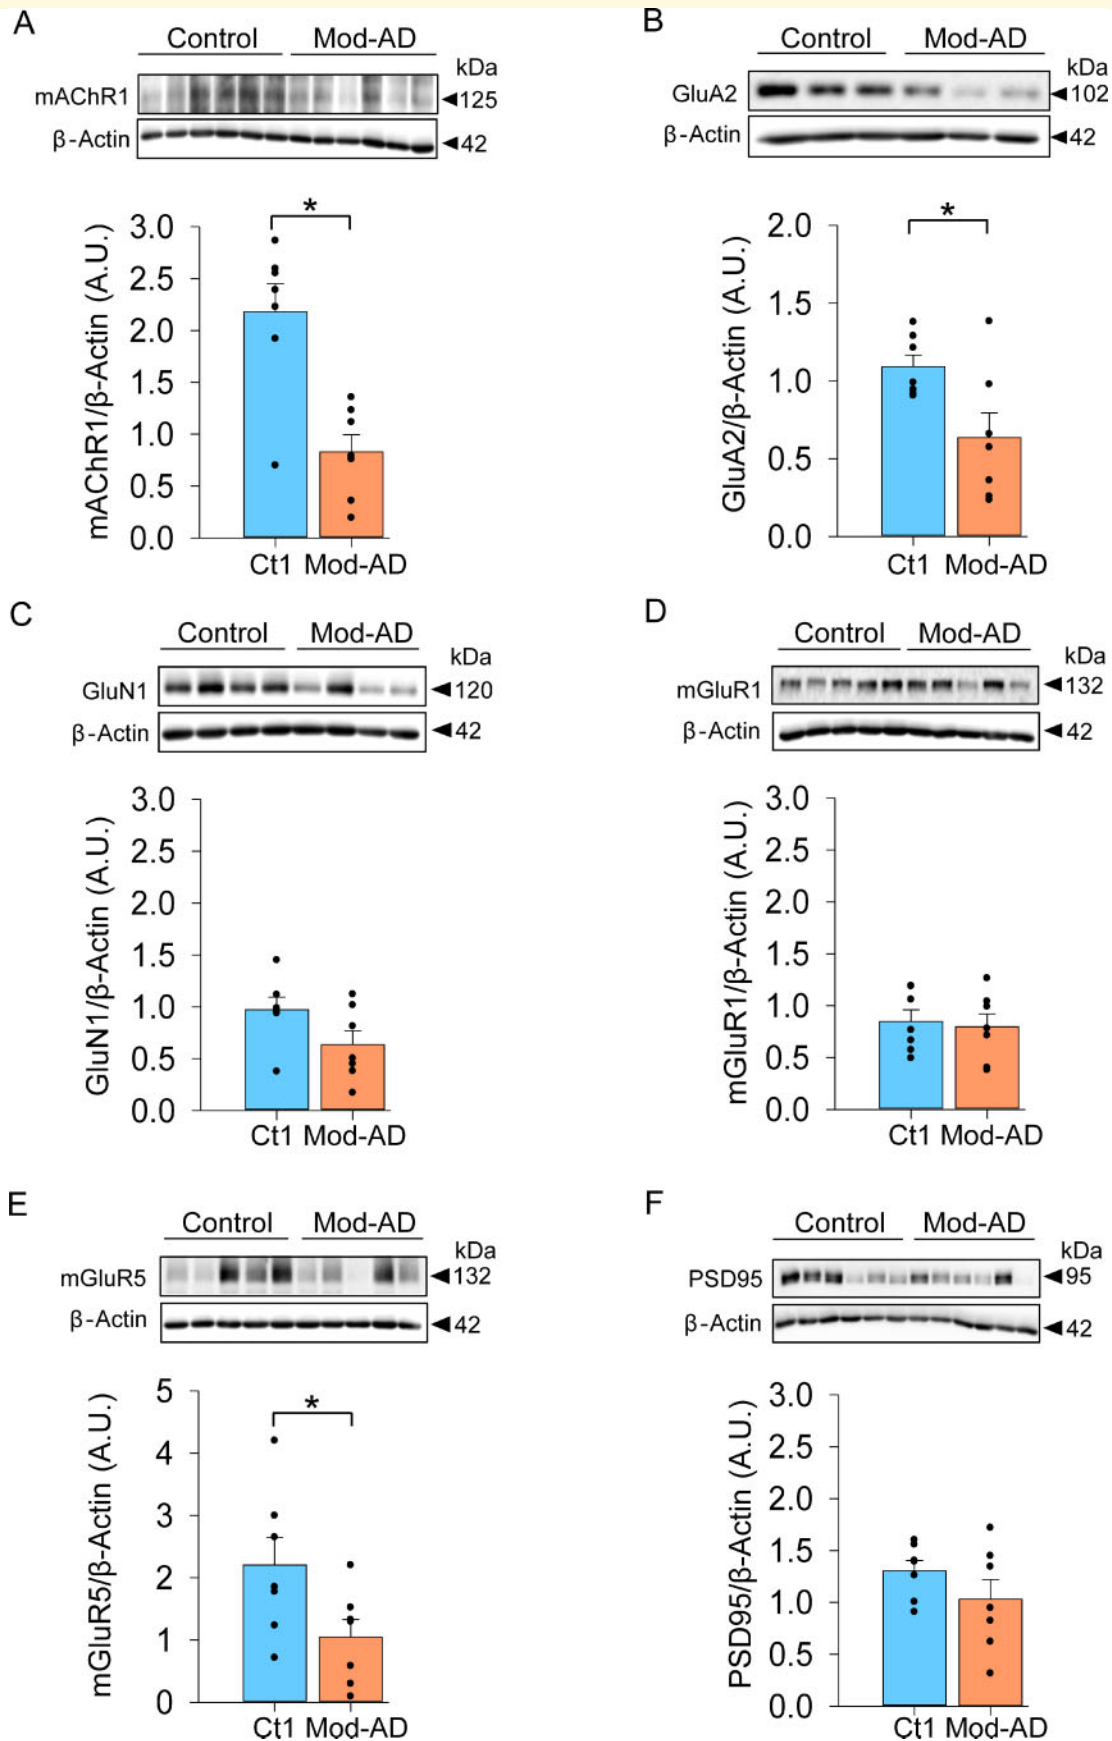 A
Control Mod-AD
kDa
mAChR1 ◄125
β-Actin ◄42
*
mAChR1/β-Actin (A.U.)
3.0
2.5
2.0
1.5
1.0
0.5
0.0
Ct1 Mod-AD
B
Control Mod-AD
kDa
GluA2 ◄102
β-Actin ◄42
*
GluA2/β-Actin (A.U.)
2.0
1.5
1.0
0.5
0.0
Ct1 Mod-AD
C
Control Mod-AD
kDa
GluN1 ◄120
β-Actin ◄42
GluN1/β-Actin (A.U.)
3.0
2.5
2.0
1.5
1.0
0.5
0.0
Ct1 Mod-AD
D
Control Mod-AD
kDa
mGluR1 ◄132
β-Actin ◄42
mGluR1/β-Actin (A.U.)
3.0
2.5
2.0
1.5
1.0
0.5
0.0
Ct1 Mod-AD
E
Control Mod-AD
kDa
mGluR5 ◄132
β-Actin ◄42
*
mGluR5/β-Actin (A.U.)
5
4
3
2
1
0
Ct1 Mod-AD
F
Control Mod-AD
kDa
PSD95 ◄95
β-Actin ◄42
PSD95/β-Actin (A.U.)
3.0
2.5
2.0
1.5
1.0
0.5
0.0
Ct1 Mod-AD